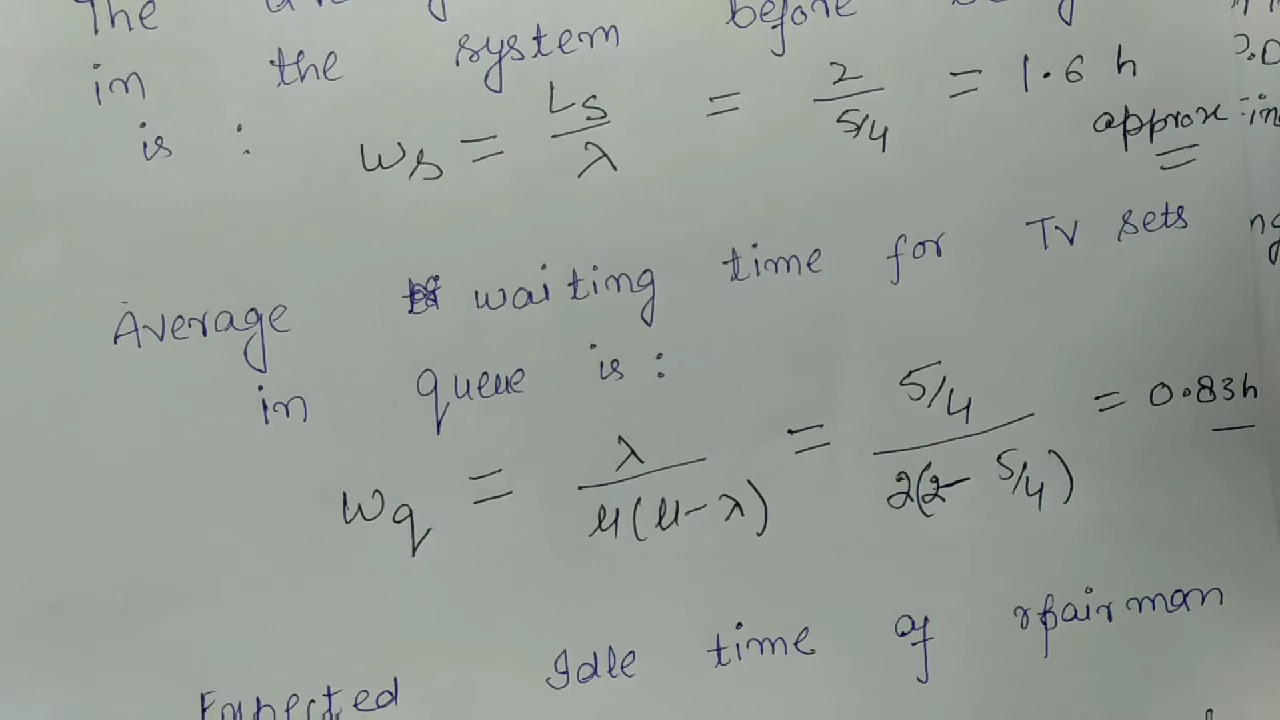 The
in the system before
is : Ws = Ls/λ = 2/(5/4) = 1.6 h
approx
Average waiting time for TV sets
in queue is :
Wq = λ/(μ(μ-λ)) = (5/4)/(2(2-5/4)) = 0.83h
Expected Idle time of rpairman